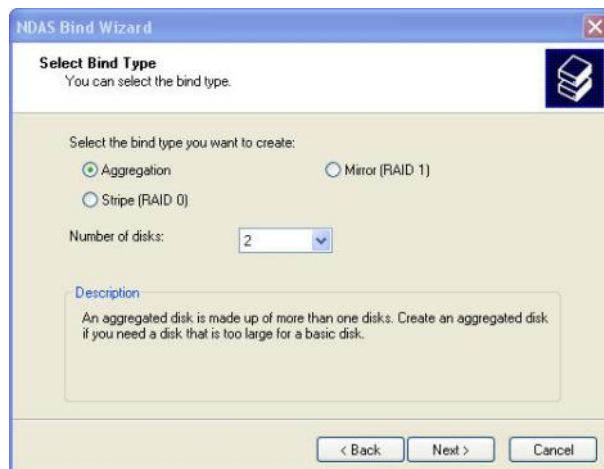 NDAS Bind Wizard
Select Bind Type
You can select the bind type.
Select the bind type you want to create:
Aggregation
Mirror (RAID 1)
Stripe (RAID 0)
Number of disks:
2
Description
An aggregated disk is made up of more than one disks. Create an aggregated disk
if you need a disk that is too large for a basic disk.
< Back
Next >
Cancel